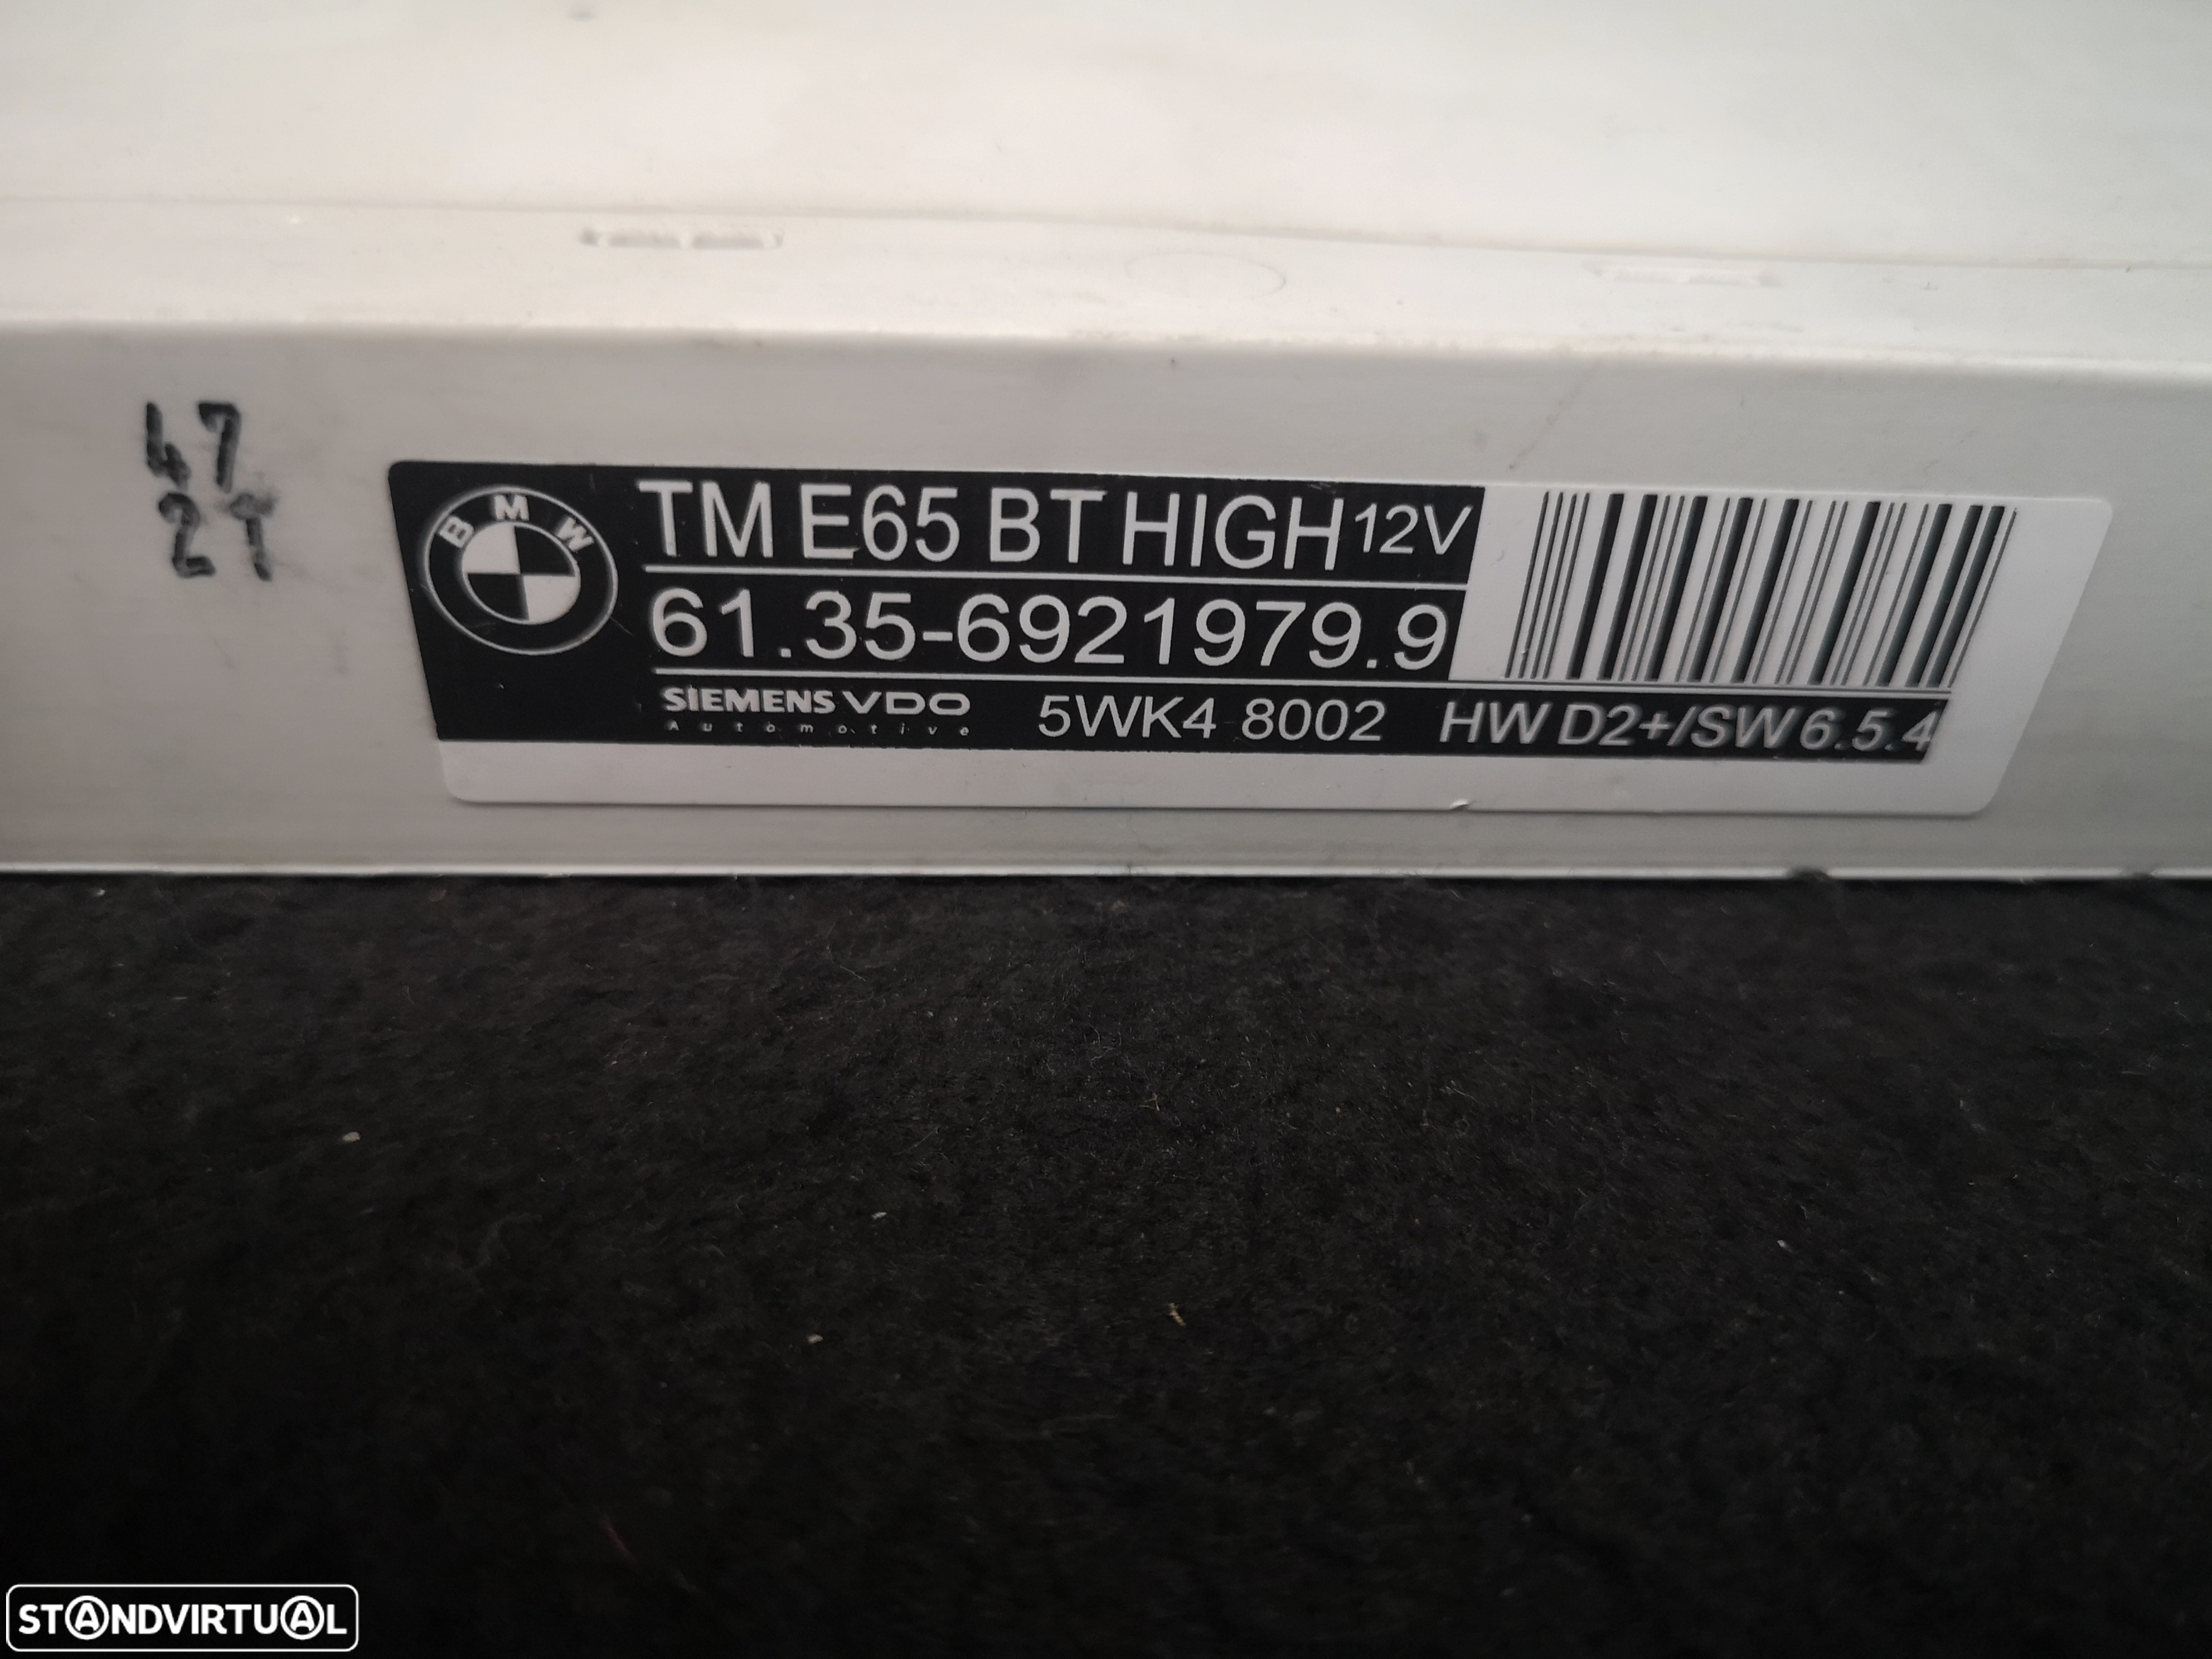 47
27
BMW
TM E65 BT HIGH 12V
61.35-6921979.9
SIEMENS VDO
Automotive
5WK4 8002 HW D2+/SW 6.5.4
STANDVIRTUAL